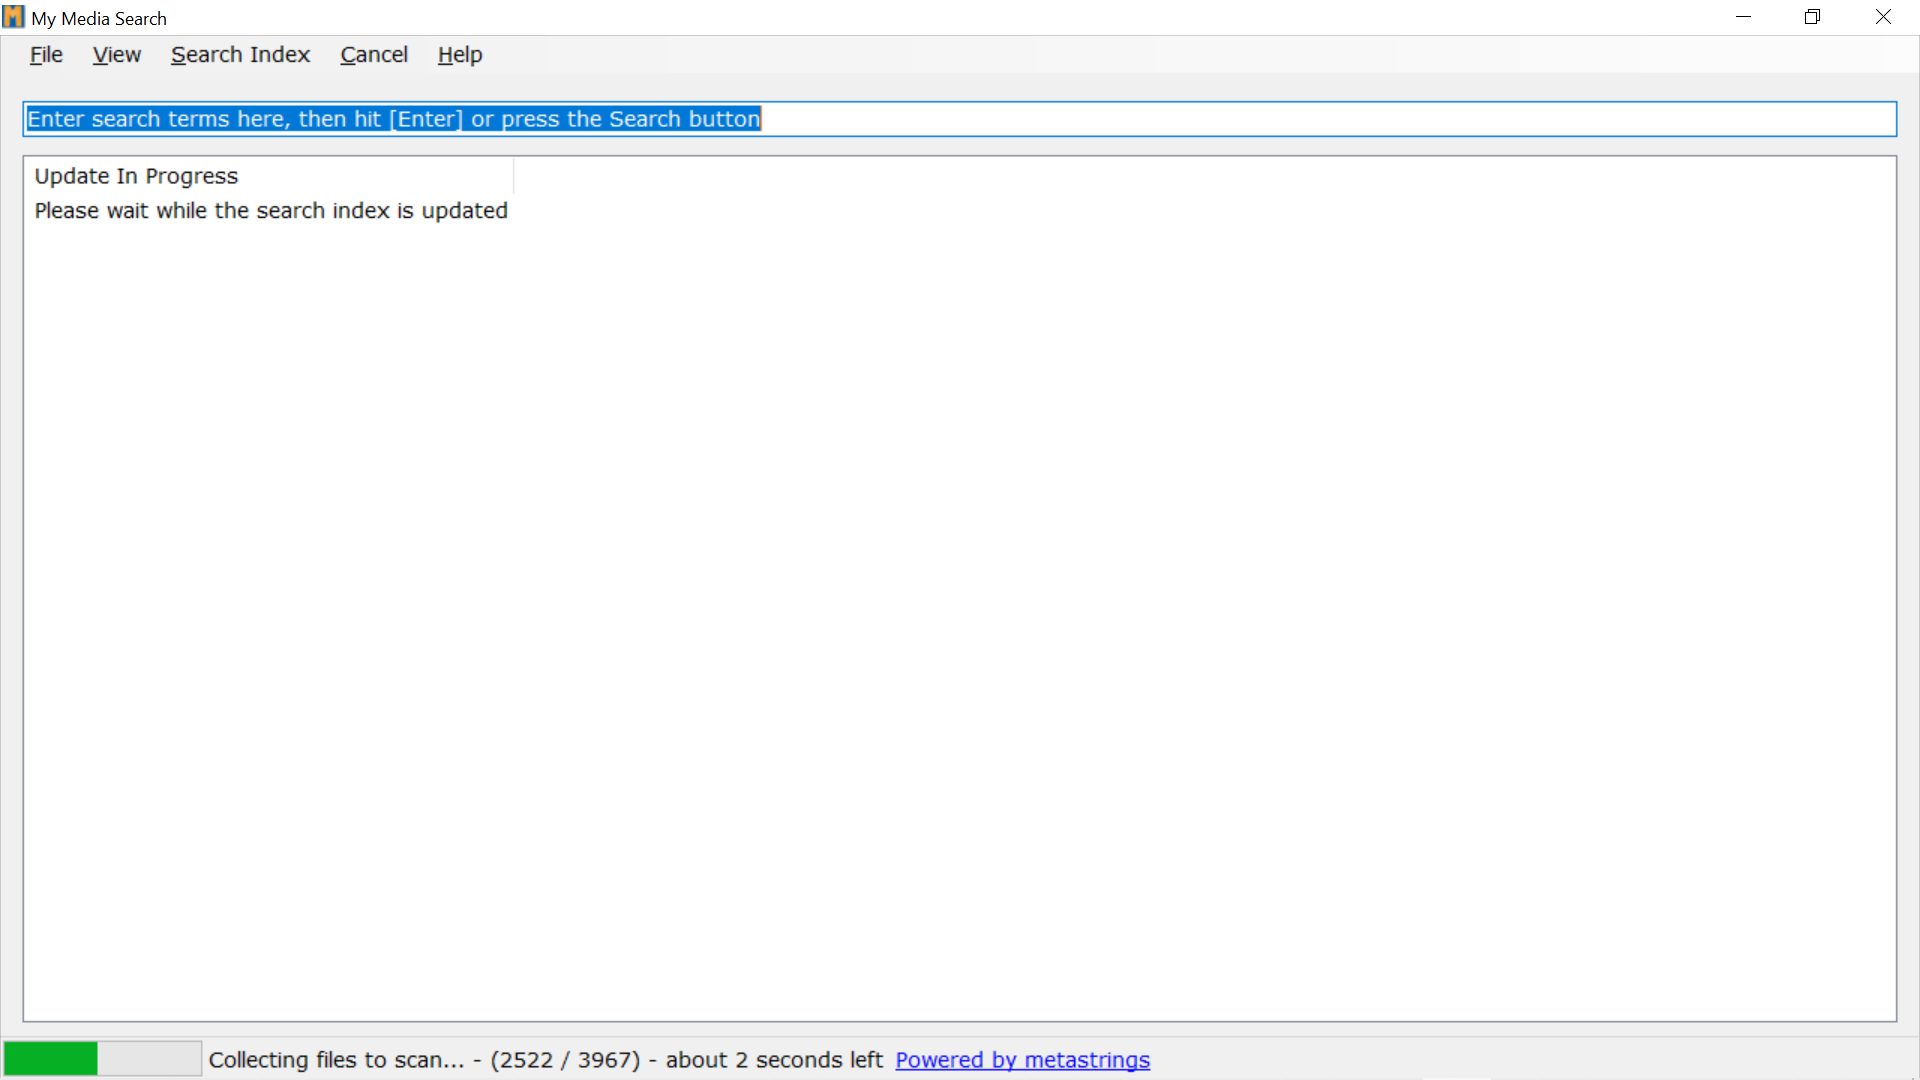 My Media Search
File View Search Index Cancel Help
Enter search terms here, then hit [Enter] or press the Search button
Update In Progress
Please wait while the search index is updated
Collecting files to scan... - (2522 / 3967) - about 2 seconds left Powered by metastrings